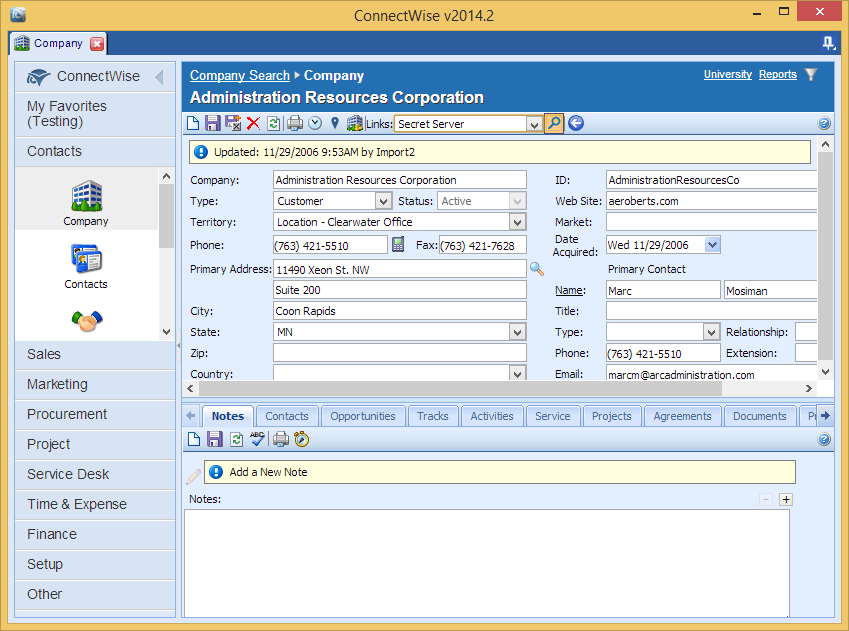 ConnectWise v2014.2
Company
ConnectWise
My Favorites
(Testing)
Contacts
Company
Contacts
Sales
Marketing
Procurement
Project
Service Desk
Time & Expense
Finance
Setup
Other
Company Search Company
University Reports
Administration Resources Corporation
Links: Secret Server
Updated: 11/29/2006 9:53AM by Import2
Company: Administration Resources Corporation ID: AdministrationResourcesCo
Type: Customer Status: Active Web Site: aeroberts.com
Territory: Location - Clearwater Office Market:
Phone: (763) 421-5510 Fax: (763) 421-7628 Date Acquired: Wed 11/29/2006
Primary Address: 11490 Xeon St. NW Primary Contact
Suite 200 Name: Marc Mosiman
City: Coon Rapids Title:
State: MN Type: Relationship:
Zip: Phone: (763) 421-5510 Extension:
Country: Email: marcm@arcadministration.com
Notes Contacts Opportunities Tracks Activities Service Projects Agreements Documents
ABC
Add a New Note
Notes: